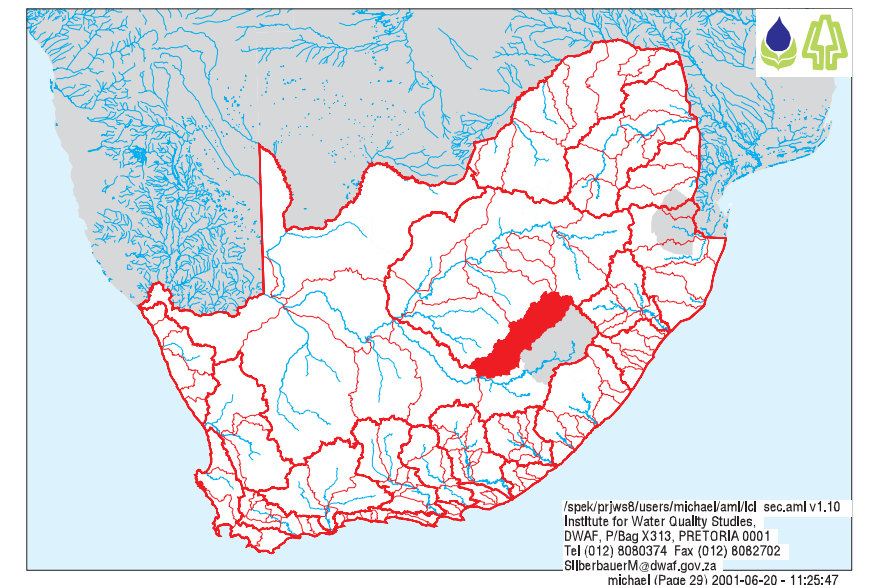 /spek/prjws8/users/michael/aml/lcl_sec.aml v1.10
Institute for Water Quality Studies,
DWAF, P/Bag X313, PRETORIA 0001
Tel (012) 8080374 Fax (012) 8082702
SilberbauerM@dwaf.gov.za
michael (Page 29) 2001-06-20 - 11:25:47